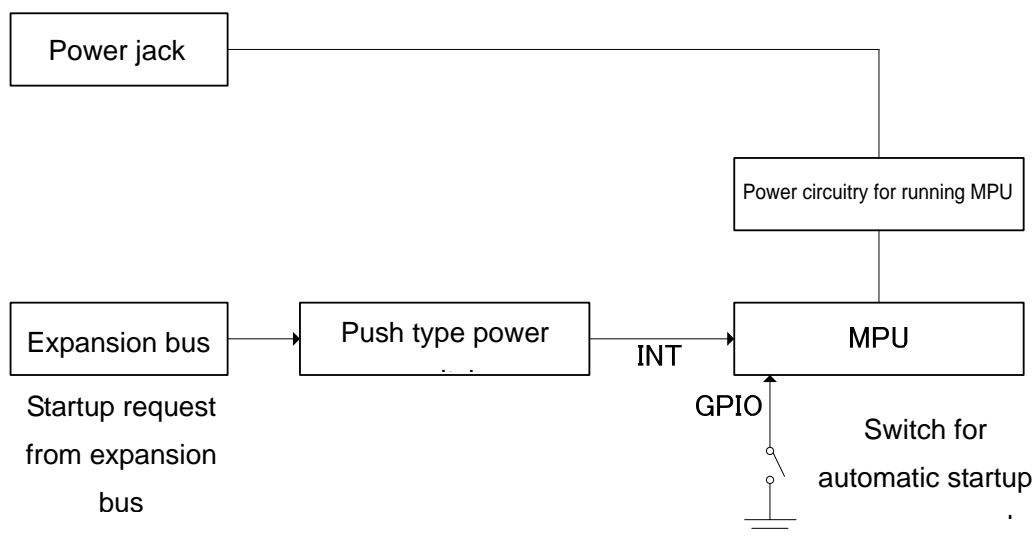 Power jack
Power circuitry for running MPU
Expansion bus
Push type power
INT
MPU
Startup request
from expansion
bus
GPIO
Switch for
automatic startup